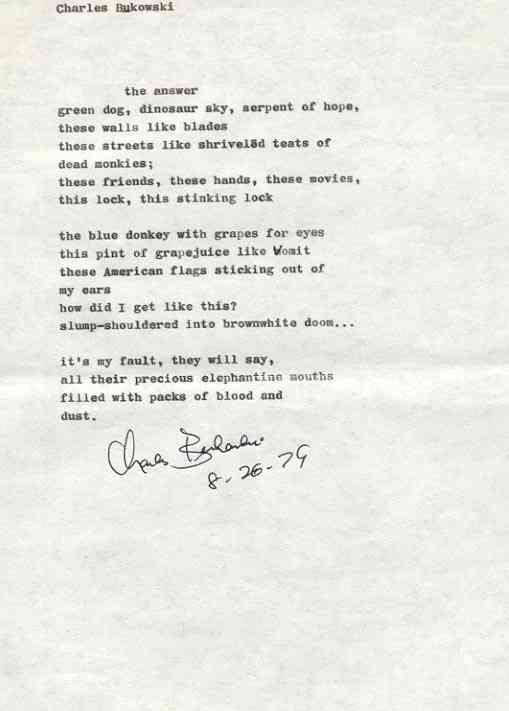 Charles Bukowski
the answer
green dog, dinosaur sky, serpent of hope,
these walls like blades
these streets like shriveled teats of
dead monkies;
these friends, these hands, these movies,
this lock, this stinking lock
the blue donkey with grapes for eyes
this pint of grapejuice like Vomit
these American flags sticking out of
my ears
how did I get like this?
slump-shouldered into brownwhite doom...
it's my fault, they will say,
all their precious elephantine mouths
filled with packs of blood and
dust.
Charles Bukowski
8-26-79